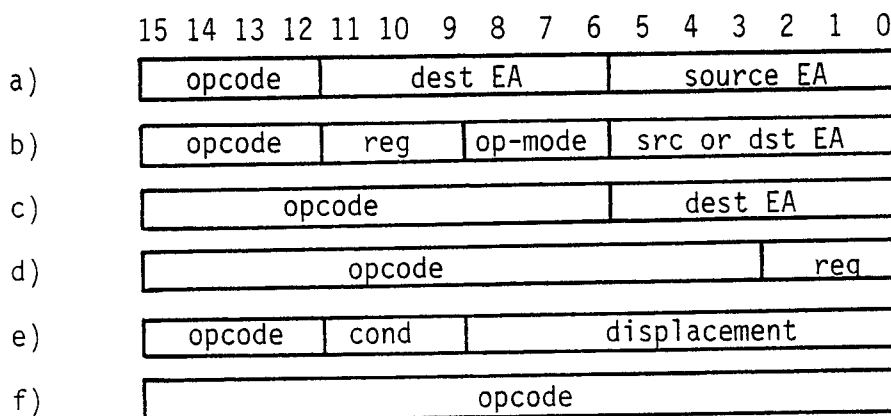 15 14 13 12 11 10 9 8 7 6 5 4 3 2 1 0
a) opcode dest EA source EA
b) opcode reg op-mode src or dst EA
c) opcode dest EA
d) opcode reg
e) opcode cond displacement
f) opcode